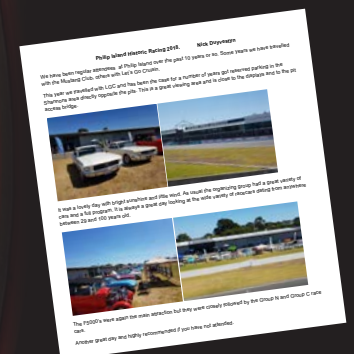 Phillip Island Historic Racing 2018. Nick Duyvestyn
We have been regular attendees at Phillip Island over the past 10 years or so. Some years we have travelled
with the Mustang Club, others with Let's Go Cruisin.
This year we travelled with LGC and has been the case for a number of years got reserved parking in the
Shannons area directly opposite the pits. This is a great viewing area and is close to the displays and to the pit
access bridge.
It was a lovely day with bright sunshine and little wind. As usual the organizing group had a great variety of
cars and a full program. It is always a great day looking at the wide variety of racecars dating from anywhere
between 20 and 100 years old.
The F5000's were again the main attraction but they were closely followed by the Group N and Group C race
cars.
Another great day and highly recommended if you have not attended.